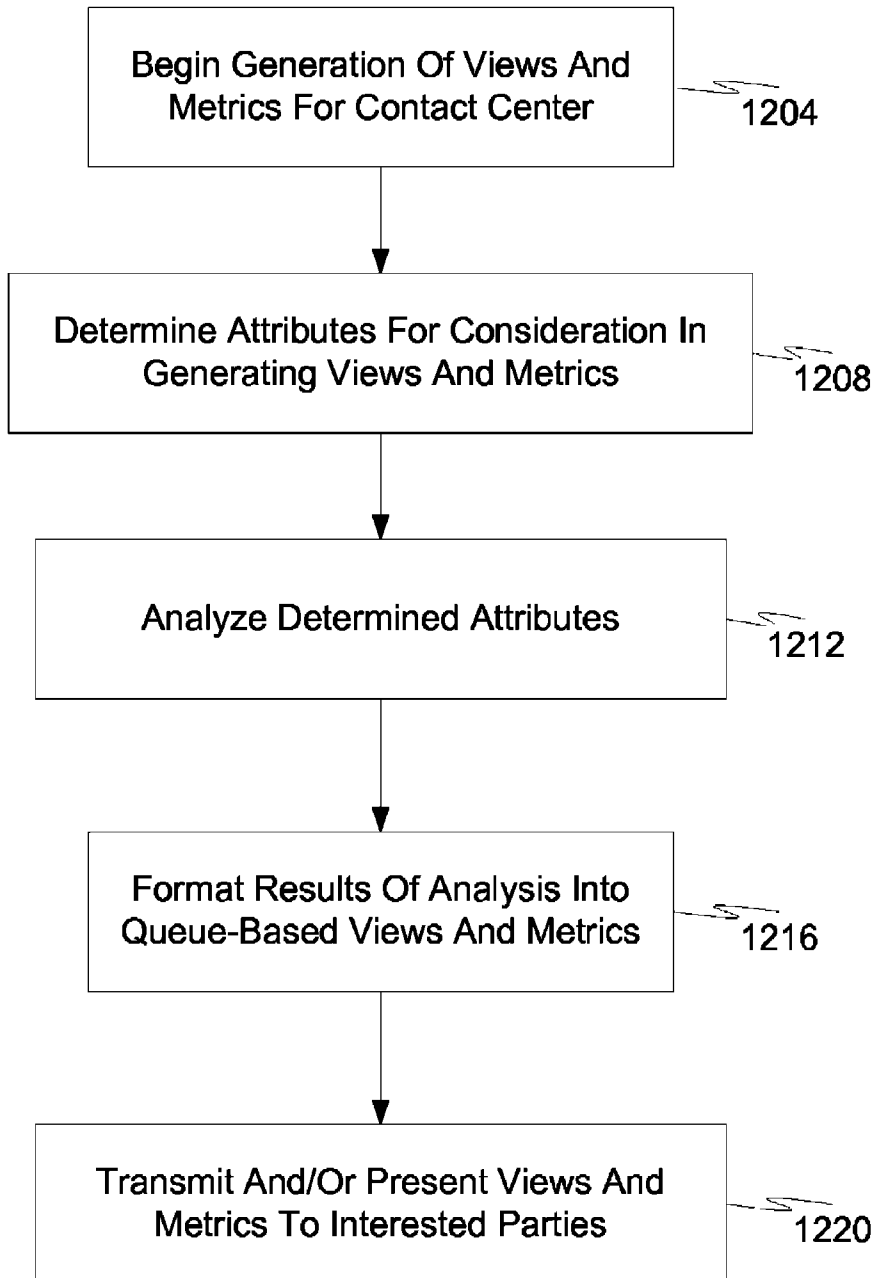 Begin Generation Of Views And
Metrics For Contact Center
1204
Determine Attributes For Consideration In
Generating Views And Metrics
1208
Analyze Determined Attributes
1212
Format Results Of Analysis Into
Queue-Based Views And Metrics
1216
Transmit And/Or Present Views And
Metrics To Interested Parties
1220